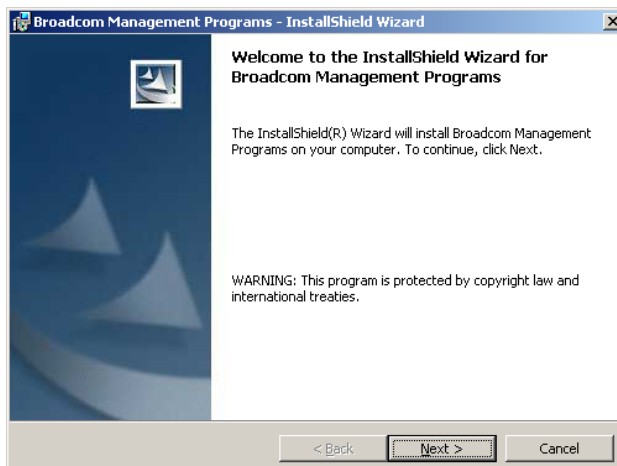 Broadcom Management Programs - InstallShield Wizard
Welcome to the InstallShield Wizard for
Broadcom Management Programs
The InstallShield(R) Wizard will install Broadcom Management
Programs on your computer. To continue, click Next.
WARNING: This program is protected by copyright law and
international treaties.
< Back
Next >
Cancel